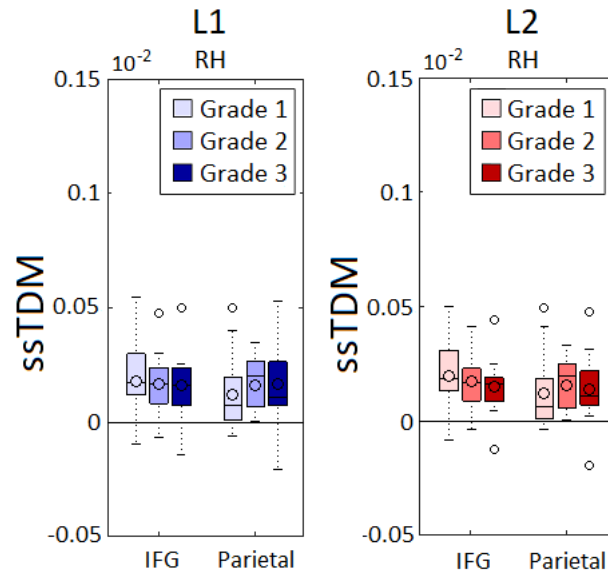 L1
10⁻² RH
0.15
Grade 1
Grade 2
Grade 3
0.1
0.05
0
-0.05
ssTDM
IFG Parietal
L2
10⁻² RH
0.15
Grade 1
Grade 2
Grade 3
0.1
0.05
0
-0.05
ssTDM
IFG Parietal